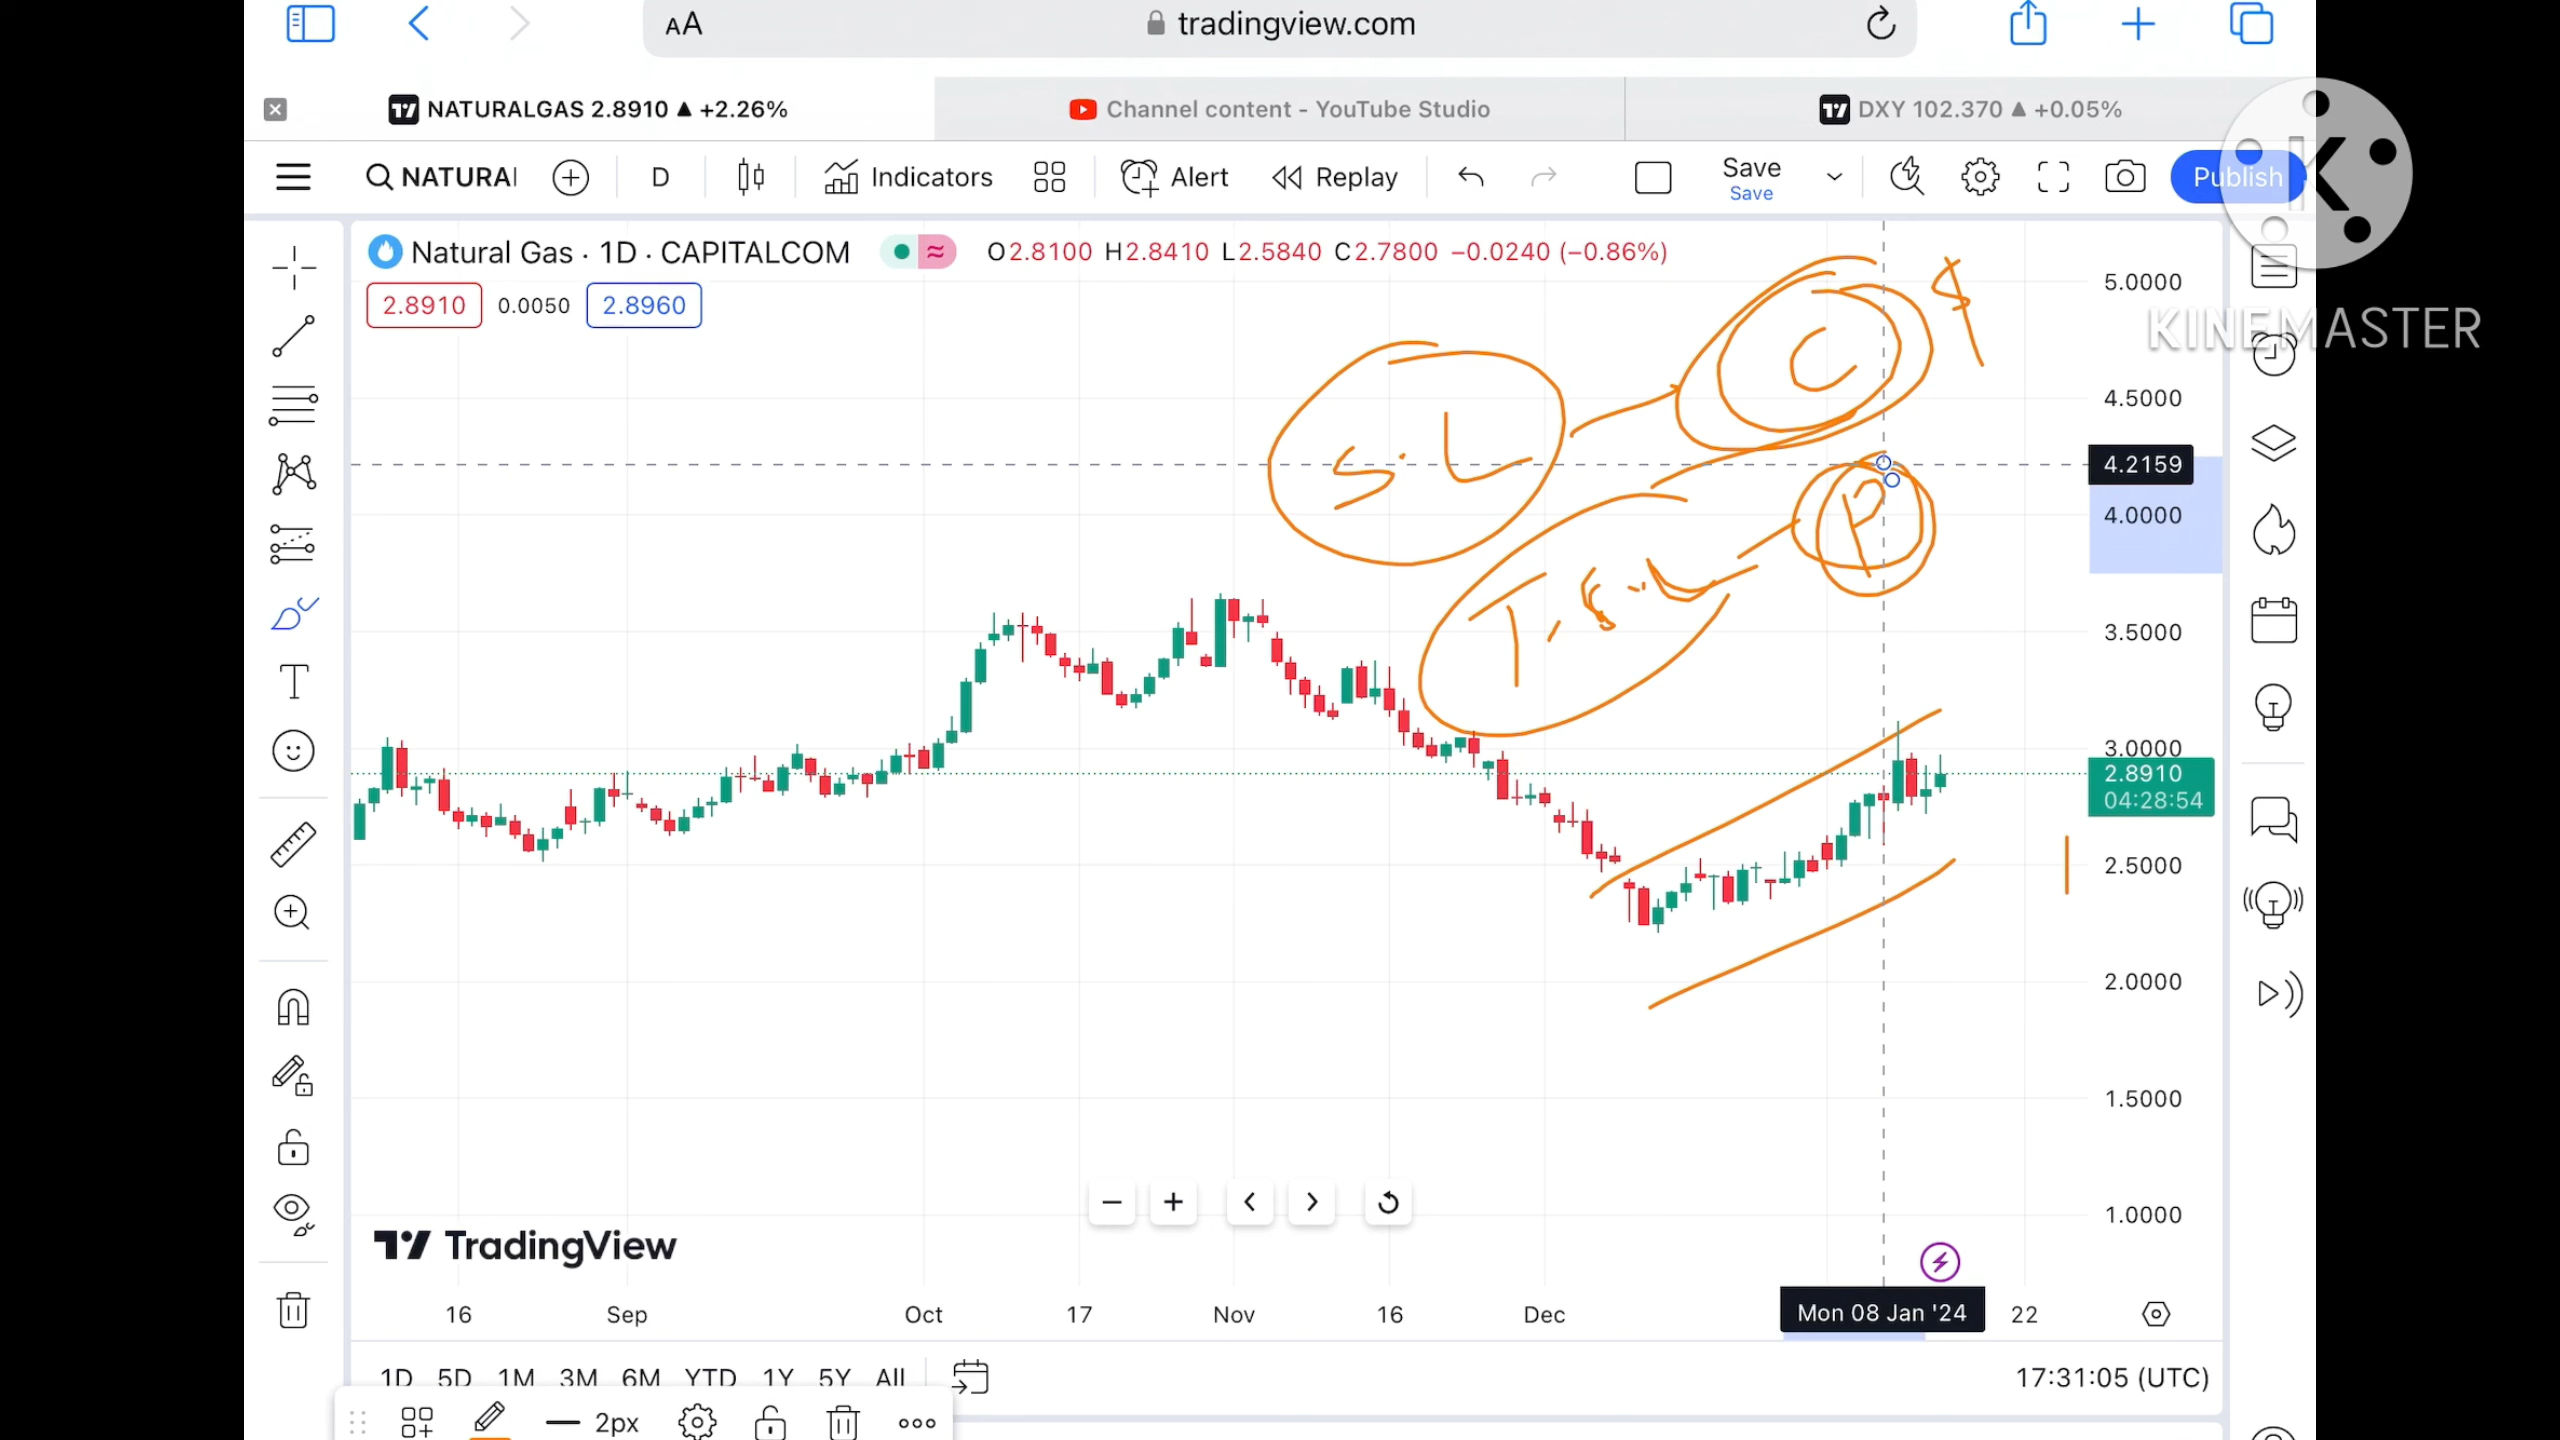 AA tradingview.com
NATURALGAS 2.8910 ▲ +2.26%
Channel content - YouTube Studio
DXY 102.370 ▲ +0.05%
NATURA
D
Indicators
Alert
Replay
Save
Save
Publish
K
KINEMASTER
Natural Gas · 1D · CAPITALCOM
O2.8100 H2.8410 L2.5840 C2.7800 −0.0240 (−0.86%)
2.8910 0.0050 2.8960
C
$
S.L
P
T.S.L
5.0000
4.5000
4.2159
4.0000
3.5000
3.0000
2.8910
04:28:54
2.5000
2.0000
1.5000
1.0000
TradingView
16 Sep Oct 17 Nov 16 Dec Mon 08 Jan '24 22
1D 5D 1M 3M 6M YTD 1Y 5Y All
17:31:05 (UTC)
2px